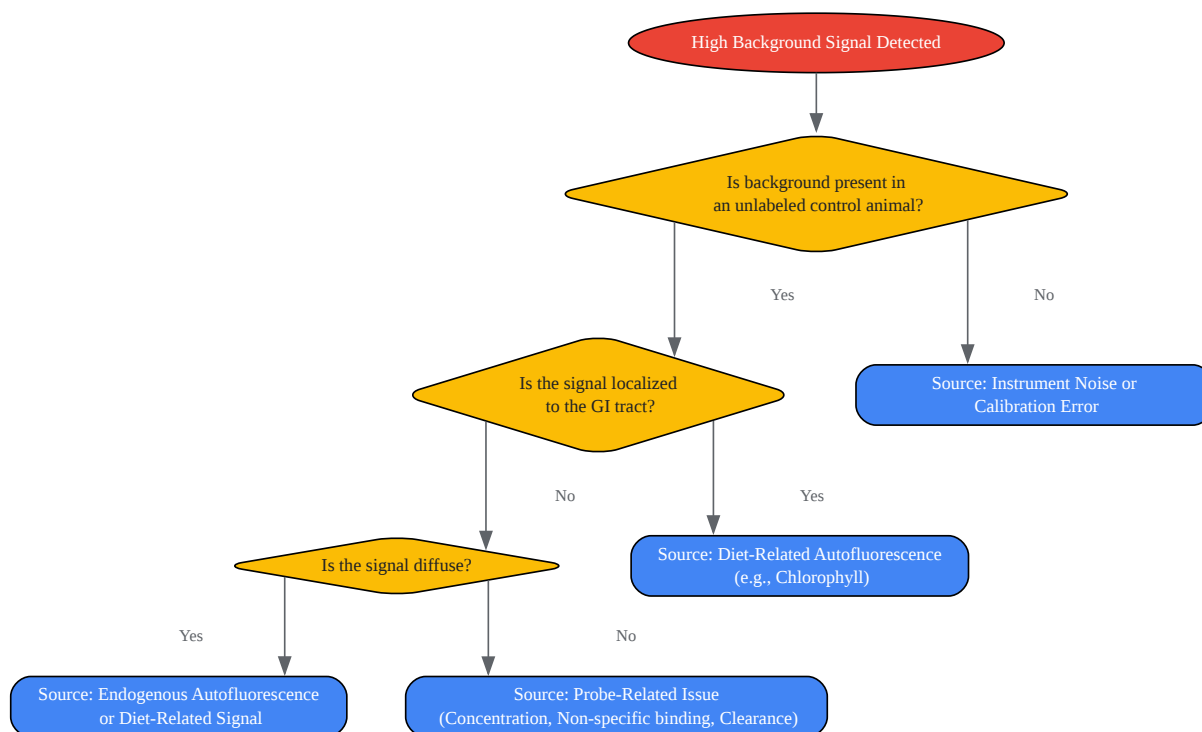 High Background Signal Detected
Is background present in
an unlabeled control animal?
Yes
No
Is the signal localized
to the GI tract?
Source: Instrument Noise or
Calibration Error
No
Yes
Is the signal diffuse?
Source: Diet-Related Autofluorescence
(e.g., Chlorophyll)
Yes
No
Source: Endogenous Autofluorescence
or Diet-Related Signal
Source: Probe-Related Issue
(Concentration, Non-specific binding, Clearance)